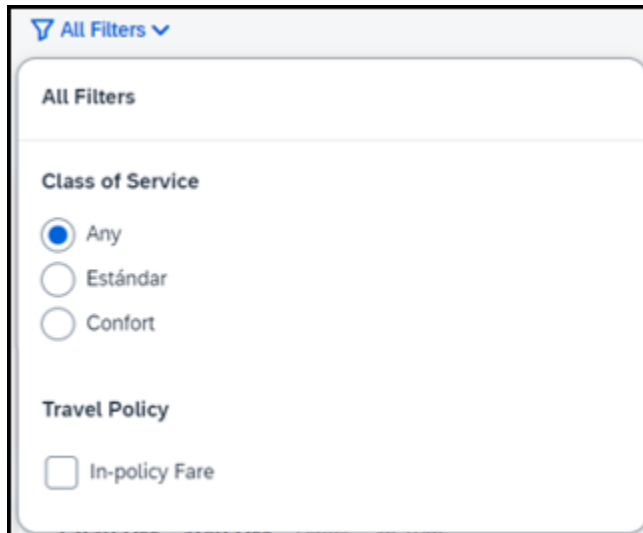 All Filters
All Filters
Class of Service
Any
Estándar
Confort
Travel Policy
In-policy Fare